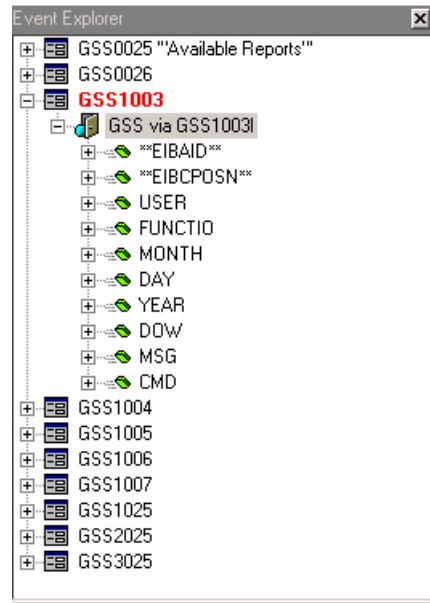 Event Explorer
GSS0025 "'Available Reports'"
GSS0026
GSS1003
GSS via GSS1003I
**EIBAID**
**EIBCPOSN**
USER
FUNCTIO
MONTH
DAY
YEAR
DOW
MSG
CMD
GSS1004
GSS1005
GSS1006
GSS1007
GSS1025
GSS2025
GSS3025